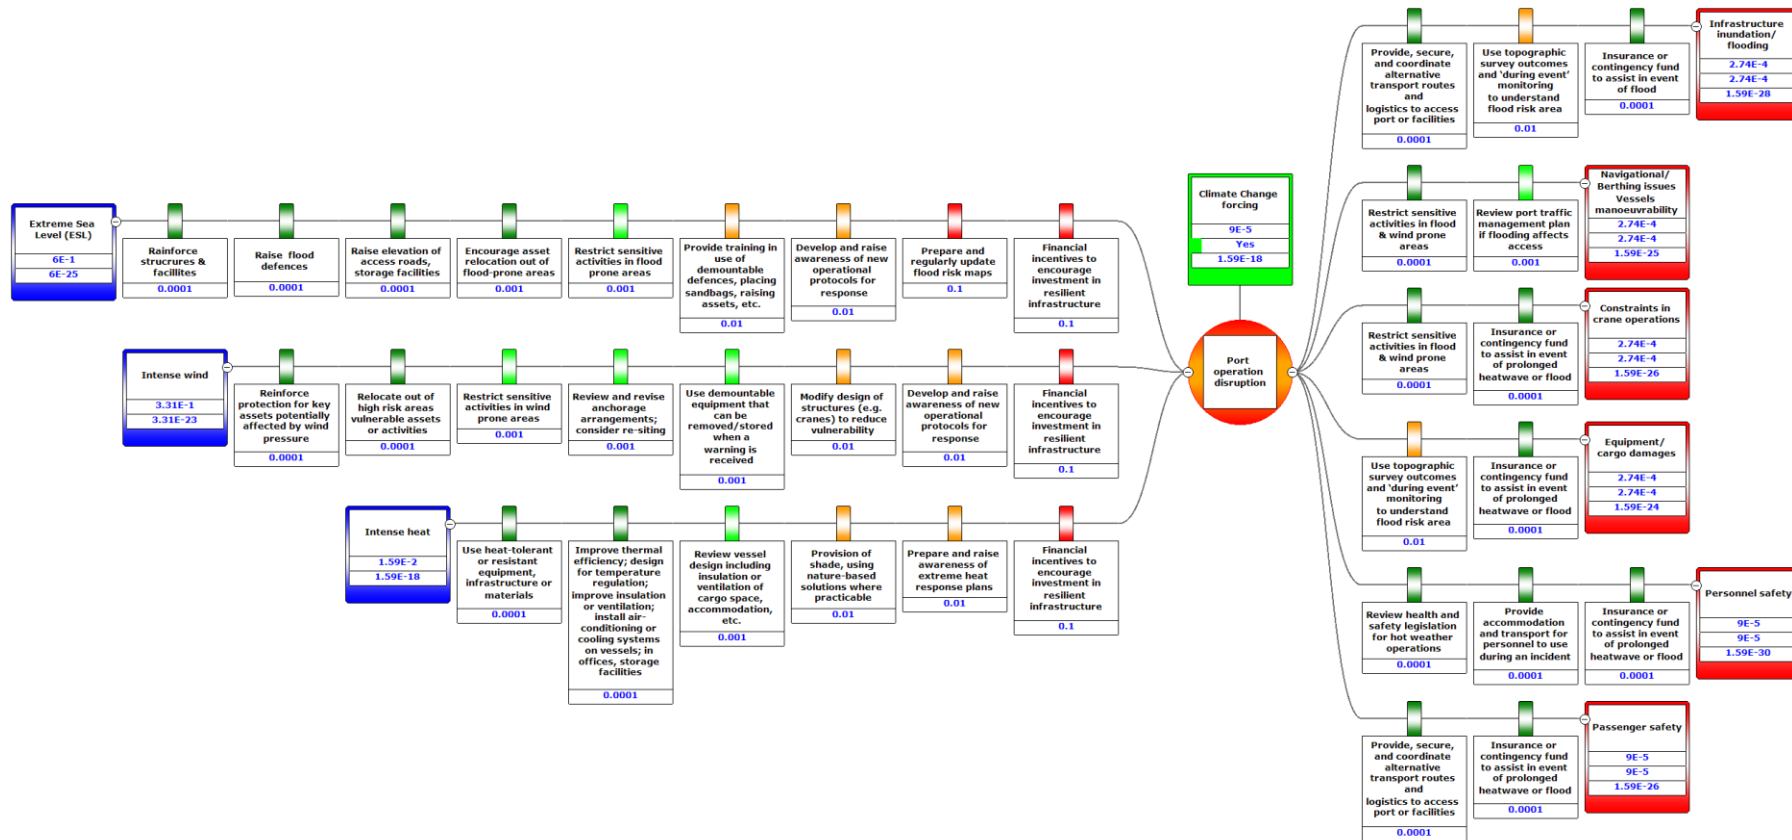 Extreme Sea
Level (ESL)
6E-1
6E-25
Rainforce
structures &
facillites
0.0001
Raise flood
defences
0.0001
Raise elevation of
access roads,
storage facilities
0.0001
Encourage asset
relocation out of
flood-prone areas
0.001
Restrict sensitive
activities in flood
prone areas
0.001
Provide training in
use of
demountable
defences, placing
sandbags, raising
assets, etc.
0.01
Develop and raise
awareness of new
operational
protocols for
response
0.01
Prepare and
regularly update
flood risk maps
0.1
Financial
incentives to
encourage
investment in
resilient
infrastructure
0.1
Intense wind
3.31E-1
3.31E-23
Reinforce
protection for key
assets potentially
affected by wind
pressure
0.0001
Relocate out of
high risk areas
vulnerable assets
or activities
0.0001
Restrict sensitive
activities in wind
prone areas
0.001
Review and revise
anchorage
arrangements;
consider re-siting
0.001
Use demountable
equipment that
can be
removed/stored
when a
warning is
received
0.001
Modify design of
structures (e.g.
cranes) to reduce
vulnerability
0.01
Develop and raise
awareness of new
operational
protocols for
response
0.01
Financial
incentives to
encourage
investment in
resilient
infrastructure
0.1
Intense heat
1.59E-2
1.59E-18
Use heat-tolerant
or resistant
equipment,
infrastructure or
materials
0.0001
Improve thermal
efficiency; design
for temperature
regulation;
improve insulation
or ventilation;
install air-
conditioning or
cooling systems
on vessels; in
offices, storage
facilities
0.0001
Review vessel
design including
insulation or
ventilation of
cargo space,
accommodation,
etc.
0.001
Provision of
shade, using
nature-based
solutions where
practicable
0.01
Prepare and raise
awareness of
extreme heat
response plans
0.01
Financial
incentives to
encourage
investment in
resilient
infrastructure
0.1
Climate Change
forcing
9E-5
Yes
1.59E-18
Port
operation
disruption
Provide, secure,
and coordinate
alternative
transport routes
and
logistics to access
port or facilities
0.0001
Use topographic
survey outcomes
and ‘during event’
monitoring
to understand
flood risk area
0.01
Insurance or
contingency fund
to assist in event
of flood
0.0001
Infrastructure
inundation/
flooding
2.74E-4
2.74E-4
1.59E-28
Restrict sensitive
activities in flood
& wind prone
areas
0.0001
Review port traffic
management plan
if flooding affects
access
0.001
Navigational/
Berthing issues
Vessels
manoeuvrability
2.74E-4
2.74E-4
1.59E-25
Restrict sensitive
activities in flood
& wind prone
areas
0.0001
Insurance or
contingency fund
to assist in event
of prolonged
heatwave or flood
0.0001
Constraints in
crane operations
2.74E-4
2.74E-4
1.59E-26
Use topographic
survey outcomes
and ‘during event’
monitoring
to understand
flood risk area
0.01
Insurance or
contingency fund
to assist in event
of prolonged
heatwave or flood
0.0001
Equipment/
cargo damages
2.74E-4
2.74E-4
1.59E-24
Review health and
safety legislation
for hot weather
operations
0.0001
Provide
accommodation
and transport for
personnel to use
during an incident
0.0001
Insurance or
contingency fund
to assist in event
of prolonged
heatwave or flood
0.0001
Personnel safety
9E-5
9E-5
1.59E-30
Provide, secure,
and coordinate
alternative
transport routes
and
logistics to access
port or facilities
0.0001
Insurance or
contingency fund
to assist in event
of prolonged
heatwave or flood
0.0001
Passenger safety
9E-5
9E-5
1.59E-26